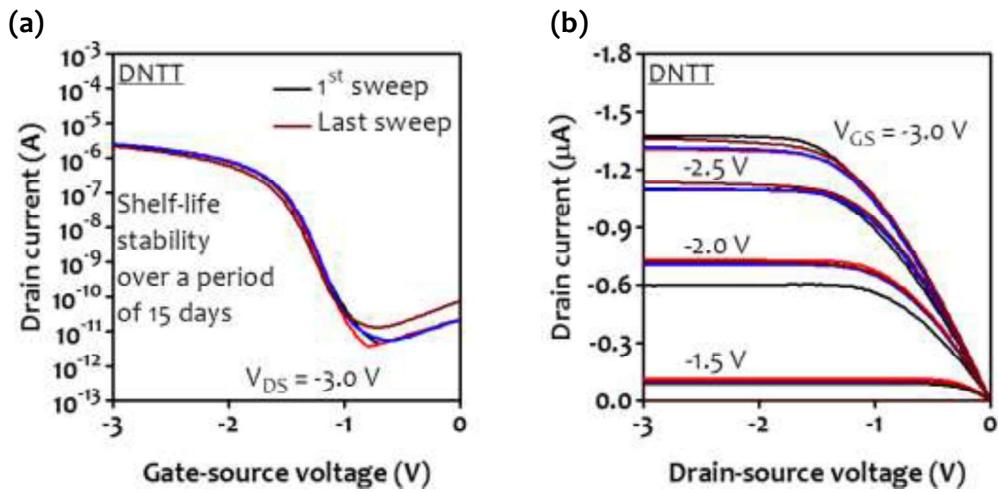 (a)
10⁻³
10⁻⁴
10⁻⁵
10⁻⁶
10⁻⁷
10⁻⁸
10⁻⁹
10⁻¹⁰
10⁻¹¹
10⁻¹²
10⁻¹³
Drain current (A)
DNTT
1ˢᵗ sweep
Last sweep
Shelf-life
stability
over a period
of 15 days
V_DS = -3.0 V
-3 -2 -1 0
Gate-source voltage (V)
(b)
-1.8
-1.5
-1.2
-0.9
-0.6
-0.3
0.0
Drain current (µA)
DNTT
V_GS = -3.0 V
-2.5 V
-2.0 V
-1.5 V
-3 -2 -1 0
Drain-source voltage (V)